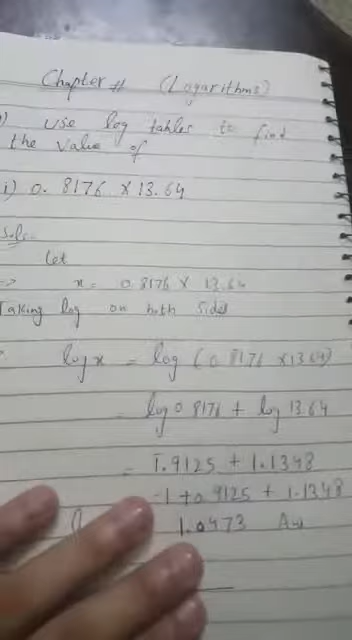 Chapter # (Logarithms)
use log tables to find
the value of
i) 0.8176 × 13.64
Sol:-
Let
=> x = 0.8176 × 13.64
Taking log on both sides
log x = log (0.8176 × 13.64)
= log 0.8176 + log 13.64
= 1̅.9125 + 1.1348
-1 + 0.9125 + 1.1348
1.0473 Ans